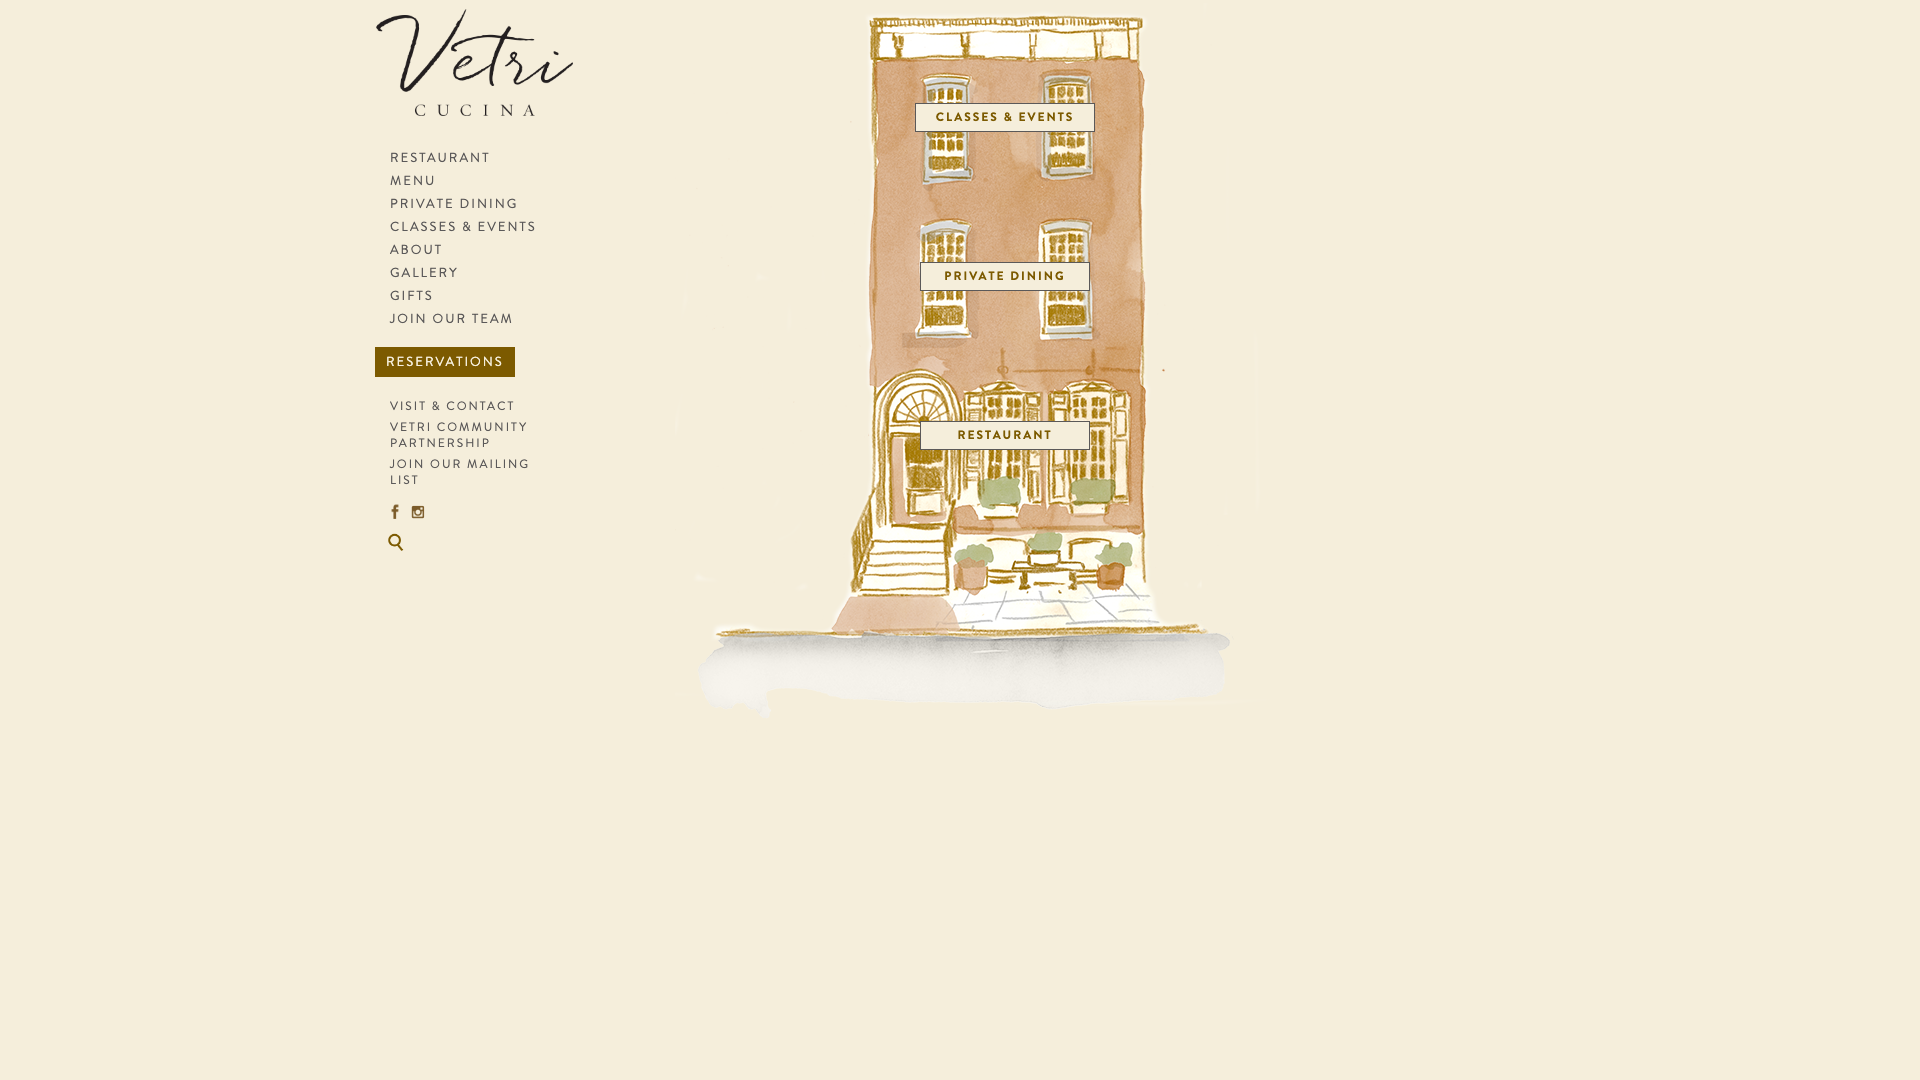 Vetri
CUCINA
RESTAURANT
MENU
PRIVATE DINING
CLASSES & EVENTS
ABOUT
GALLERY
GIFTS
JOIN OUR TEAM
RESERVATIONS
VISIT & CONTACT
VETRI COMMUNITY
PARTNERSHIP
JOIN OUR MAILING
LIST
CLASSES & EVENTS
PRIVATE DINING
RESTAURANT